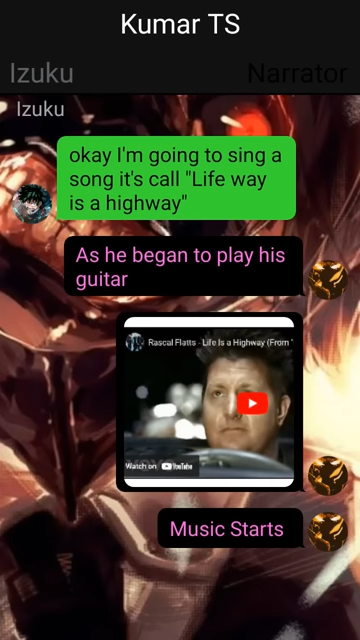 Kumar TS
Izuku
Narrator
Izuku
okay I'm going to sing a
song it's call "Life way
is a highway"
As he began to play his
guitar
Rascal Flatts - Life Is a Highway (From "
Watch on YouTube
Music Starts